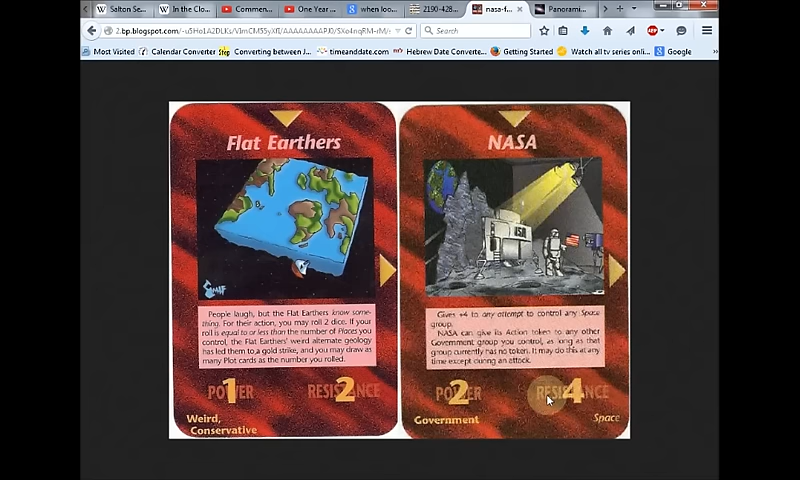 Salton Se...
In the Clo...
Commen...
One Year ...
when loo...
2190-428...
nasa-f...
Panorami...
Search
Most Visited
Calendar Converter
Converting between J...
timeanddate.com
Hebrew Date Converte...
Getting Started
Watch all tv series onli...
Google
Flat Earthers
People laugh, but the Flat Earthers know some-
thing. For their action, you may roll 2 dice. If your
roll is equal to or less than the number of Places you
control, the Flat Earthers' weird alternate geology
has led them to a gold strike, and you may draw as
many Plot cards as the number you rolled.
POWER 1
RESISTANCE 2
Weird,
Conservative
NASA
USA
Gives +4 to any attempt to control any Space
group.
NASA can give its Action token to any other
Government group you control, as long as that
group currently has no token. It may do this at any
time except during an attack.
POWER 2
RESISTANCE 4
Government
Space